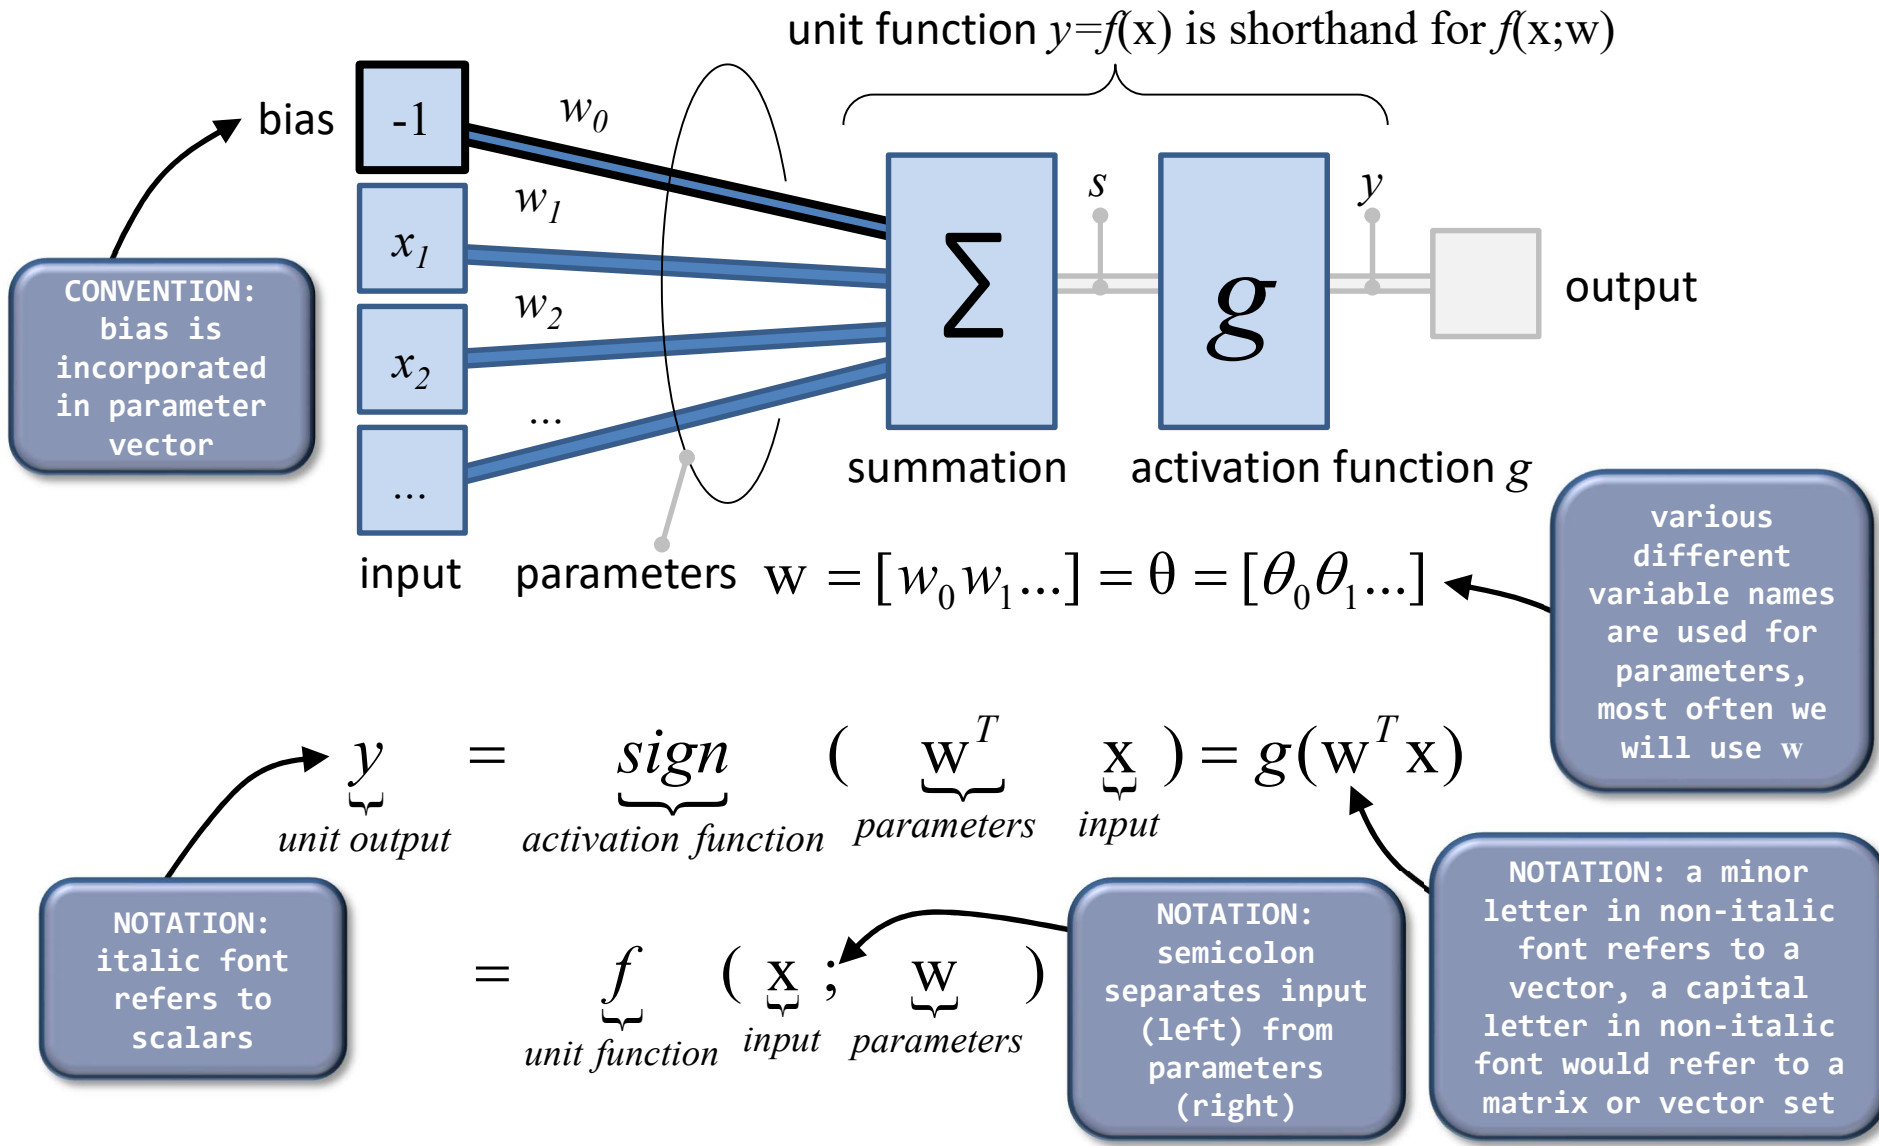 unit function y=f(x) is shorthand for f(x;w)
bias
-1
w0
w1
x1
w2
x2
...
...
Σ
s
g
y
output
CONVENTION:
bias is
incorporated
in parameter
vector
summation
activation function g
input
parameters
w = [w0w1...] = θ = [θ0θ1...]
various
different
variable names
are used for
parameters,
most often we
will use w
y = sign ( w^T x ) = g(w^T x)
unit output activation function parameters input
NOTATION:
italic font
refers to
scalars
= f ( x ; w )
unit function input parameters
NOTATION:
semicolon
separates input
(left) from
parameters
(right)
NOTATION: a minor
letter in non-italic
font refers to a
vector, a capital
letter in non-italic
font would refer to a
matrix or vector set